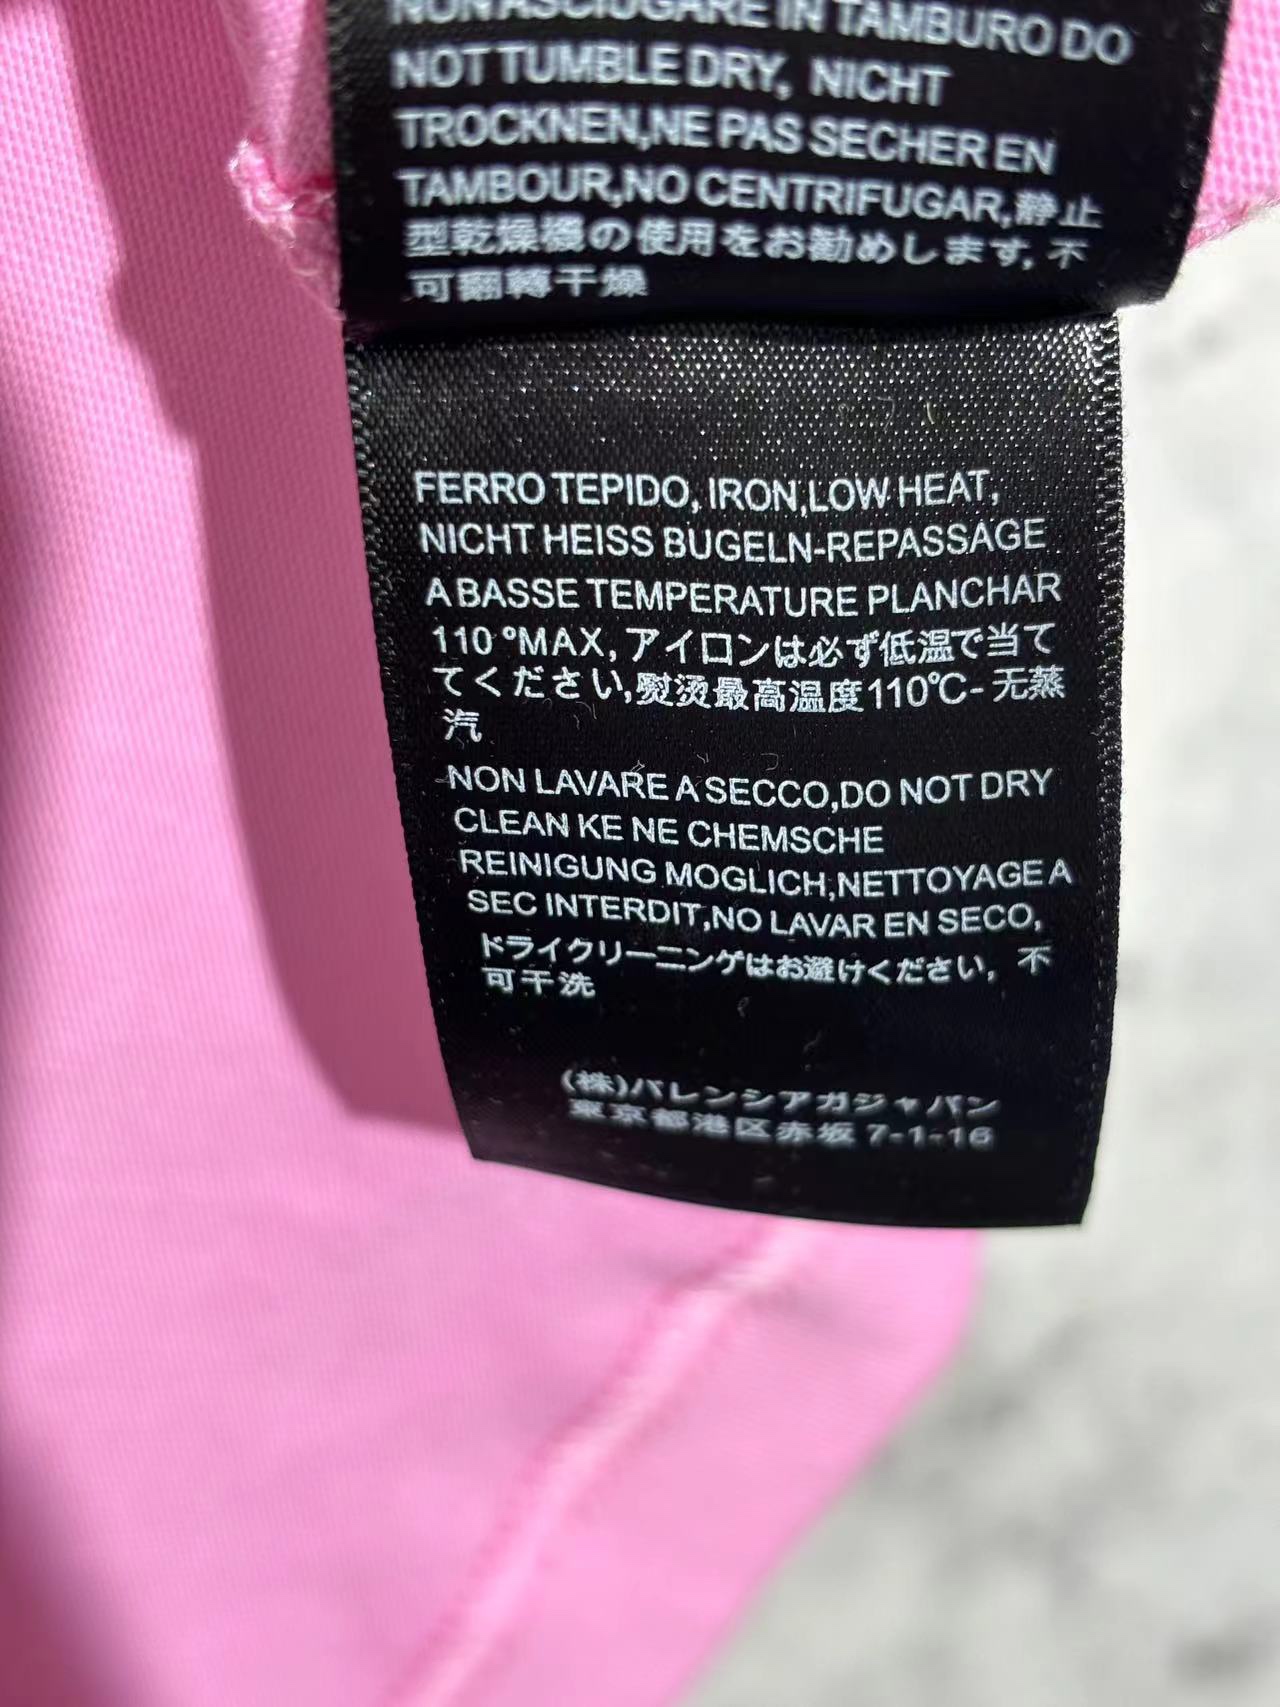 NON ASCIUGARE IN TAMBURO DO
NOT TUMBLE DRY, NICHT
TROCKNEN,NE PAS SECHER EN
TAMBOUR,NO CENTRIFUGAR,静止
型乾燥機の使用をお勧めします, 不
可翻轉干燥
FERRO TEPIDO, IRON,LOW HEAT,
NICHT HEISS BUGELN-REPASSAGE
A BASSE TEMPERATURE PLANCHAR
110 °MAX, アイロンは必ず低温で当て
てください,熨烫最高温度110℃- 无蒸
汽
NON LAVARE A SECCO,DO NOT DRY
CLEAN KE NE CHEMSCHE
REINIGUNG MOGLICH,NETTOYAGE A
SEC INTERDIT,NO LAVAR EN SECO,
ドライクリーニングはお避けください, 不
可干洗
(株)バレンシアガジャパン
東京都港区赤坂 7-1-16